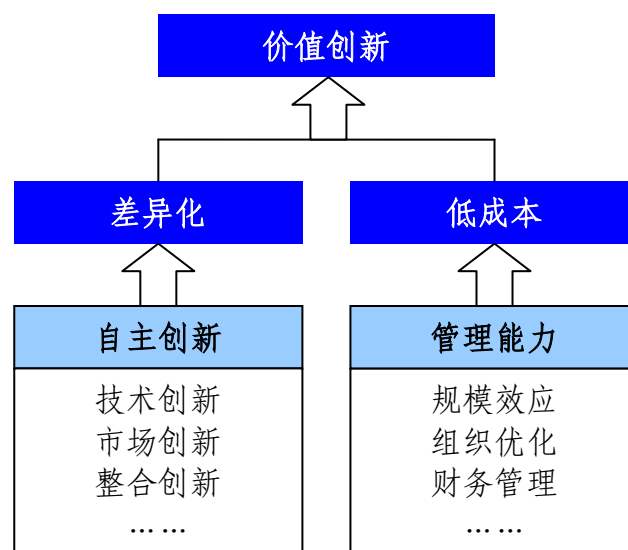 价值创新
差异化
低成本
自主创新
技术创新
市场创新
整合创新
……
管理能力
规模效应
组织优化
财务管理
……